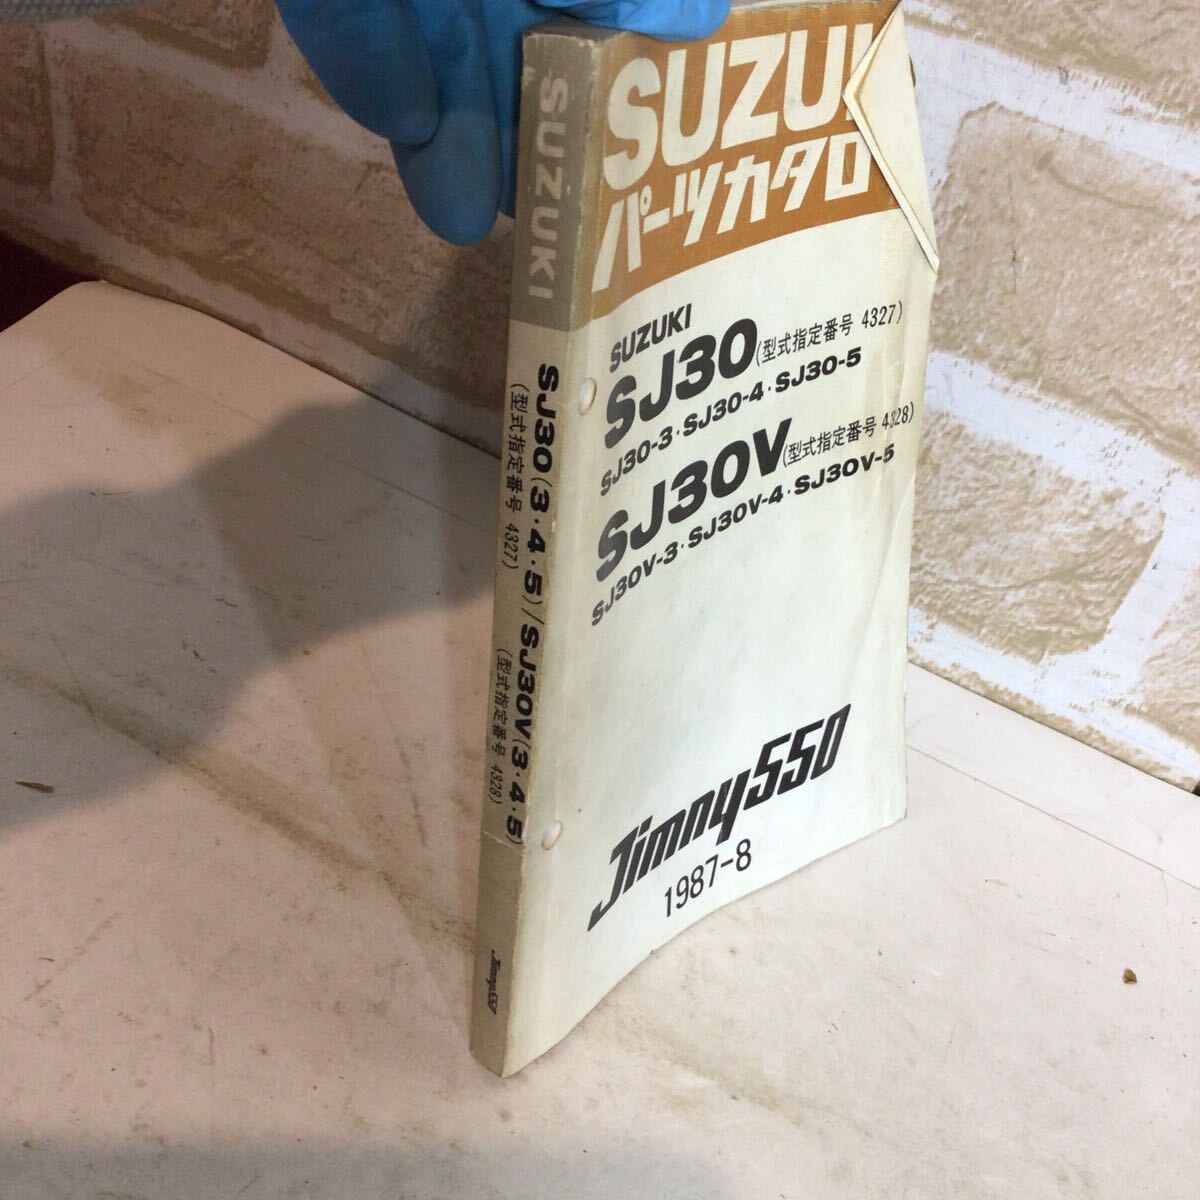 SUZU
パーツカタロ
SUZUKI
SJ30(型式指定番号 4327)
SJ30-3・SJ30-4・SJ30-5
SJ30V(型式指定番号 4328)
SJ30V-3・SJ30V-4・SJ30V-5
Jimny550
1987-8
SUZUKI
SJ30(3・4・5)/SJ30V(3・4・5)
(型式指定番号 4327) (型式指定番号 4328)
Jimny550